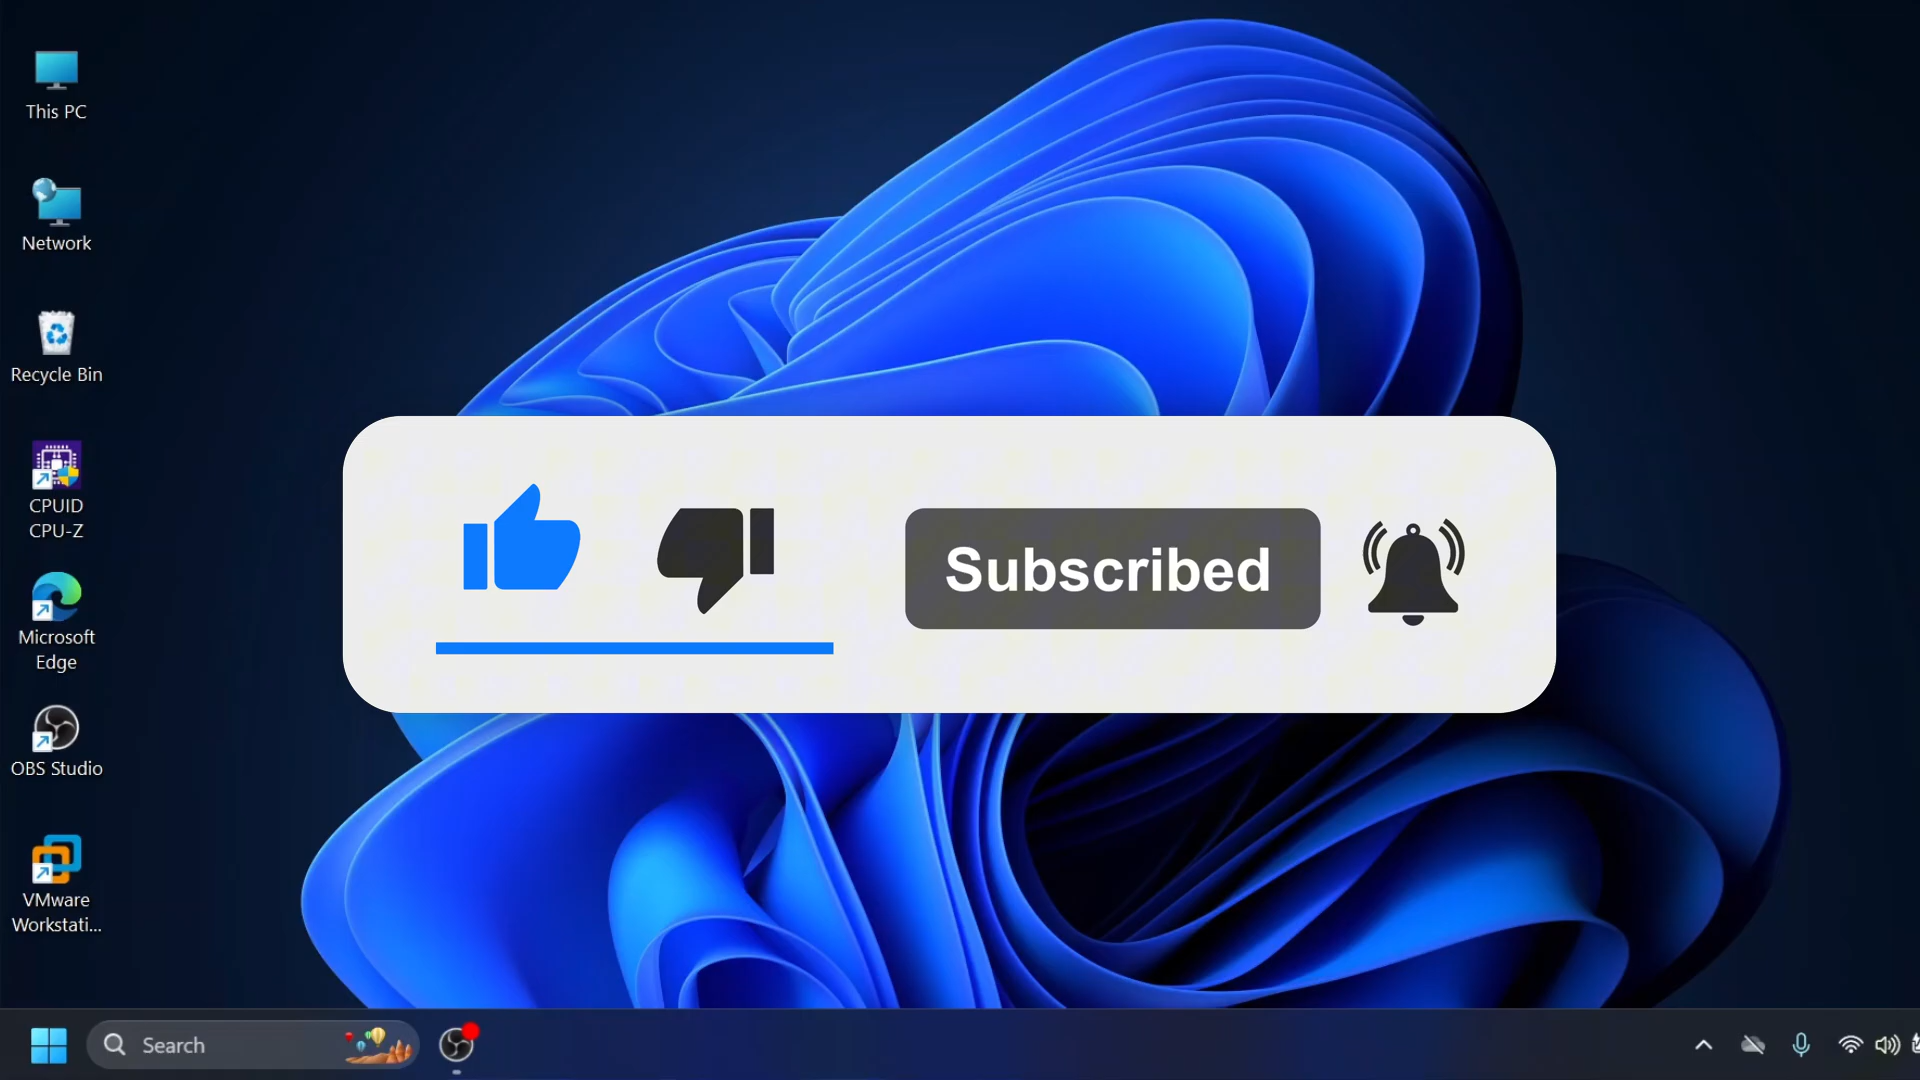 This PC
Network
Recycle Bin
CPUID
CPU-Z
Microsoft
Edge
OBS Studio
VMware
Workstati...
Subscribed
Search